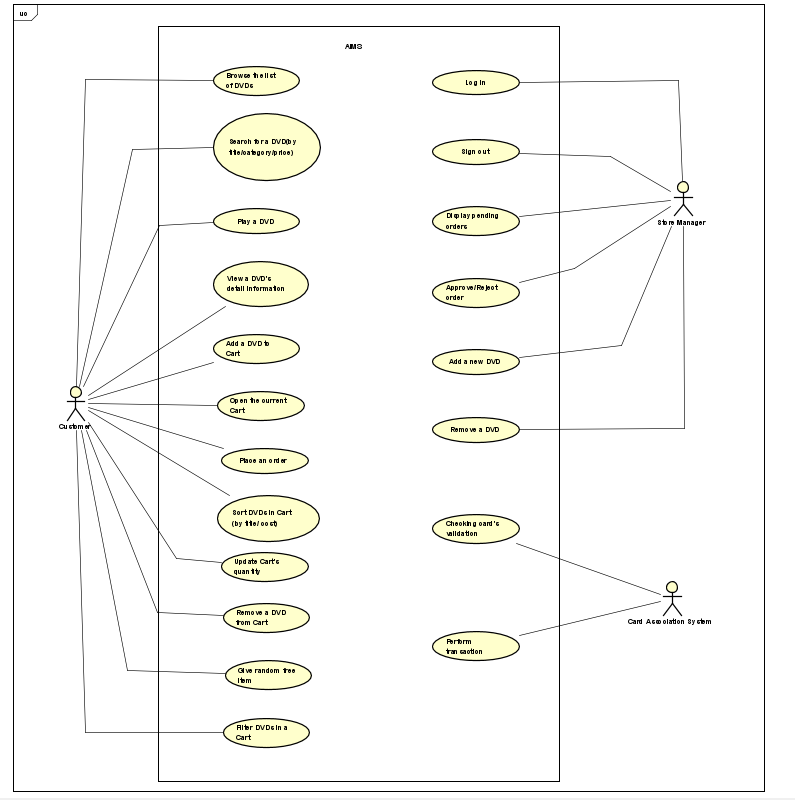 uc
AIMS
Browse the list
of DVDs
Search for a DVD(by
title/category/price)
Play a DVD
View a DVD's
detail information
Add a DVD to
Cart
Open the current
Cart
Place an order
Sort DVDs in Cart
(by title/ cost)
Update Cart's
quantity
Remove a DVD
from Cart
Give random free
item
Filter DVDs in a
Cart
Customer
Log in
Sign out
Display pending
orders
Approve/Reject
order
Add a new DVD
Remove a DVD
Checking card's
validation
Perform
transaction
Store Manager
Card Association System